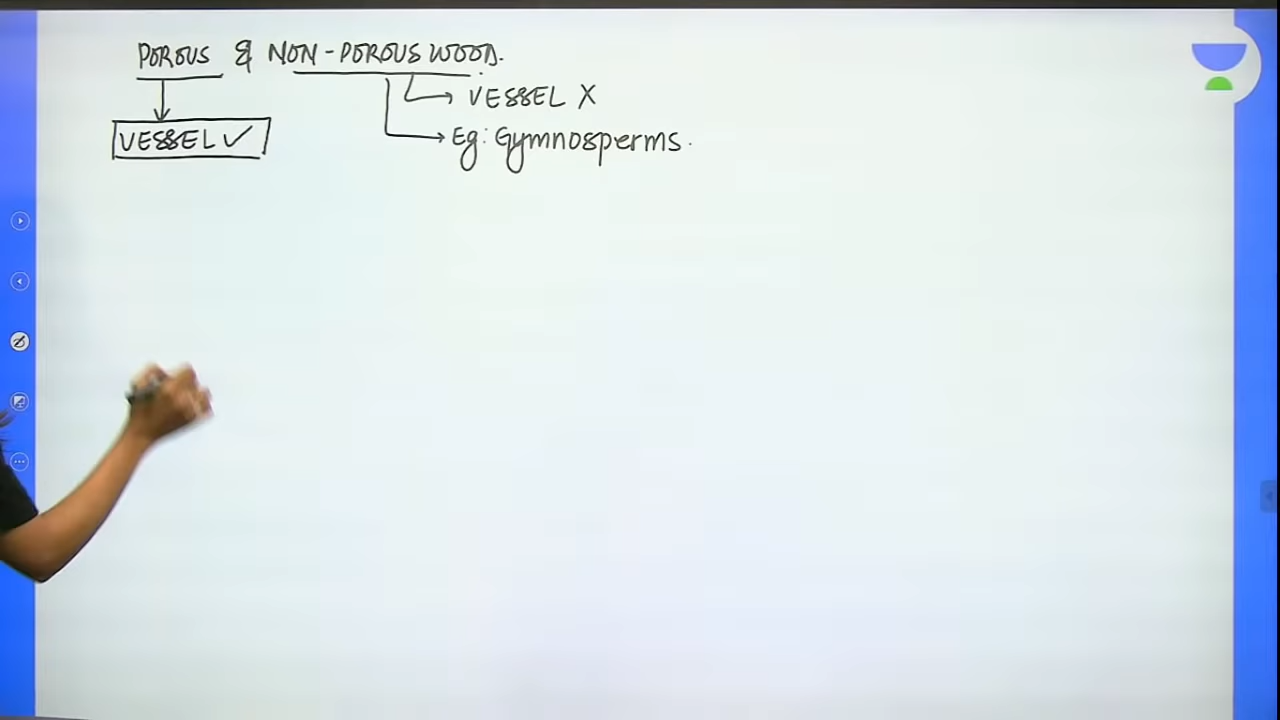 POROUS & NON-POROUS WOOD.
VESSEL X
VESSEL ✓
Eg: Gymnosperms.